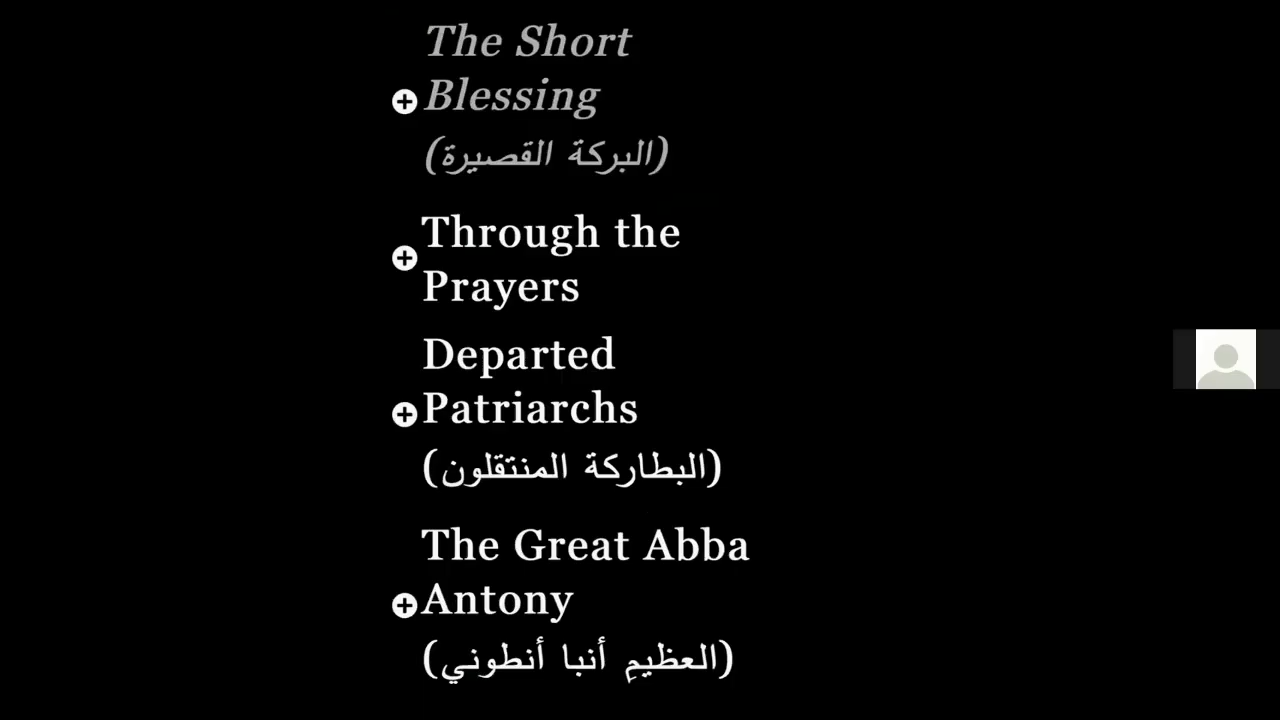 The Short
Blessing
(البركة القصيرة)
Through the
Prayers
Departed
Patriarchs
(البطاركة المنتقلون)
The Great Abba
Antony
(العظيمِ أنبا أنطوني)